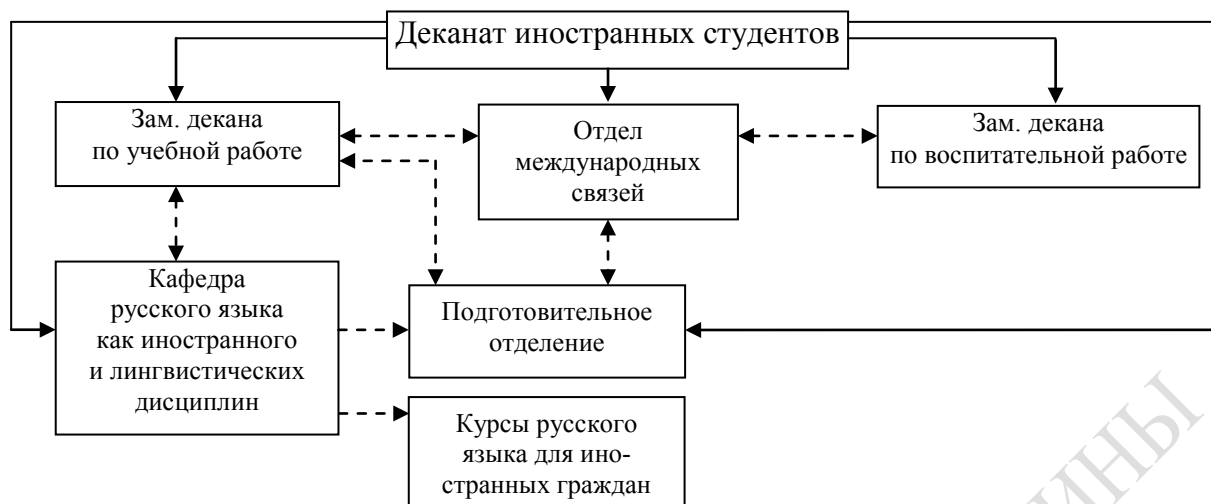 Деканат иностранных студентов
Зам. декана
по учебной работе
Отдел
международных
связей
Зам. декана
по воспитательной работе
Кафедра
русского языка
как иностранного
и лингвистических
дисциплин
Подготовительное
отделение
Курсы русского
языка для ино-
странных граждан
ИНЫ